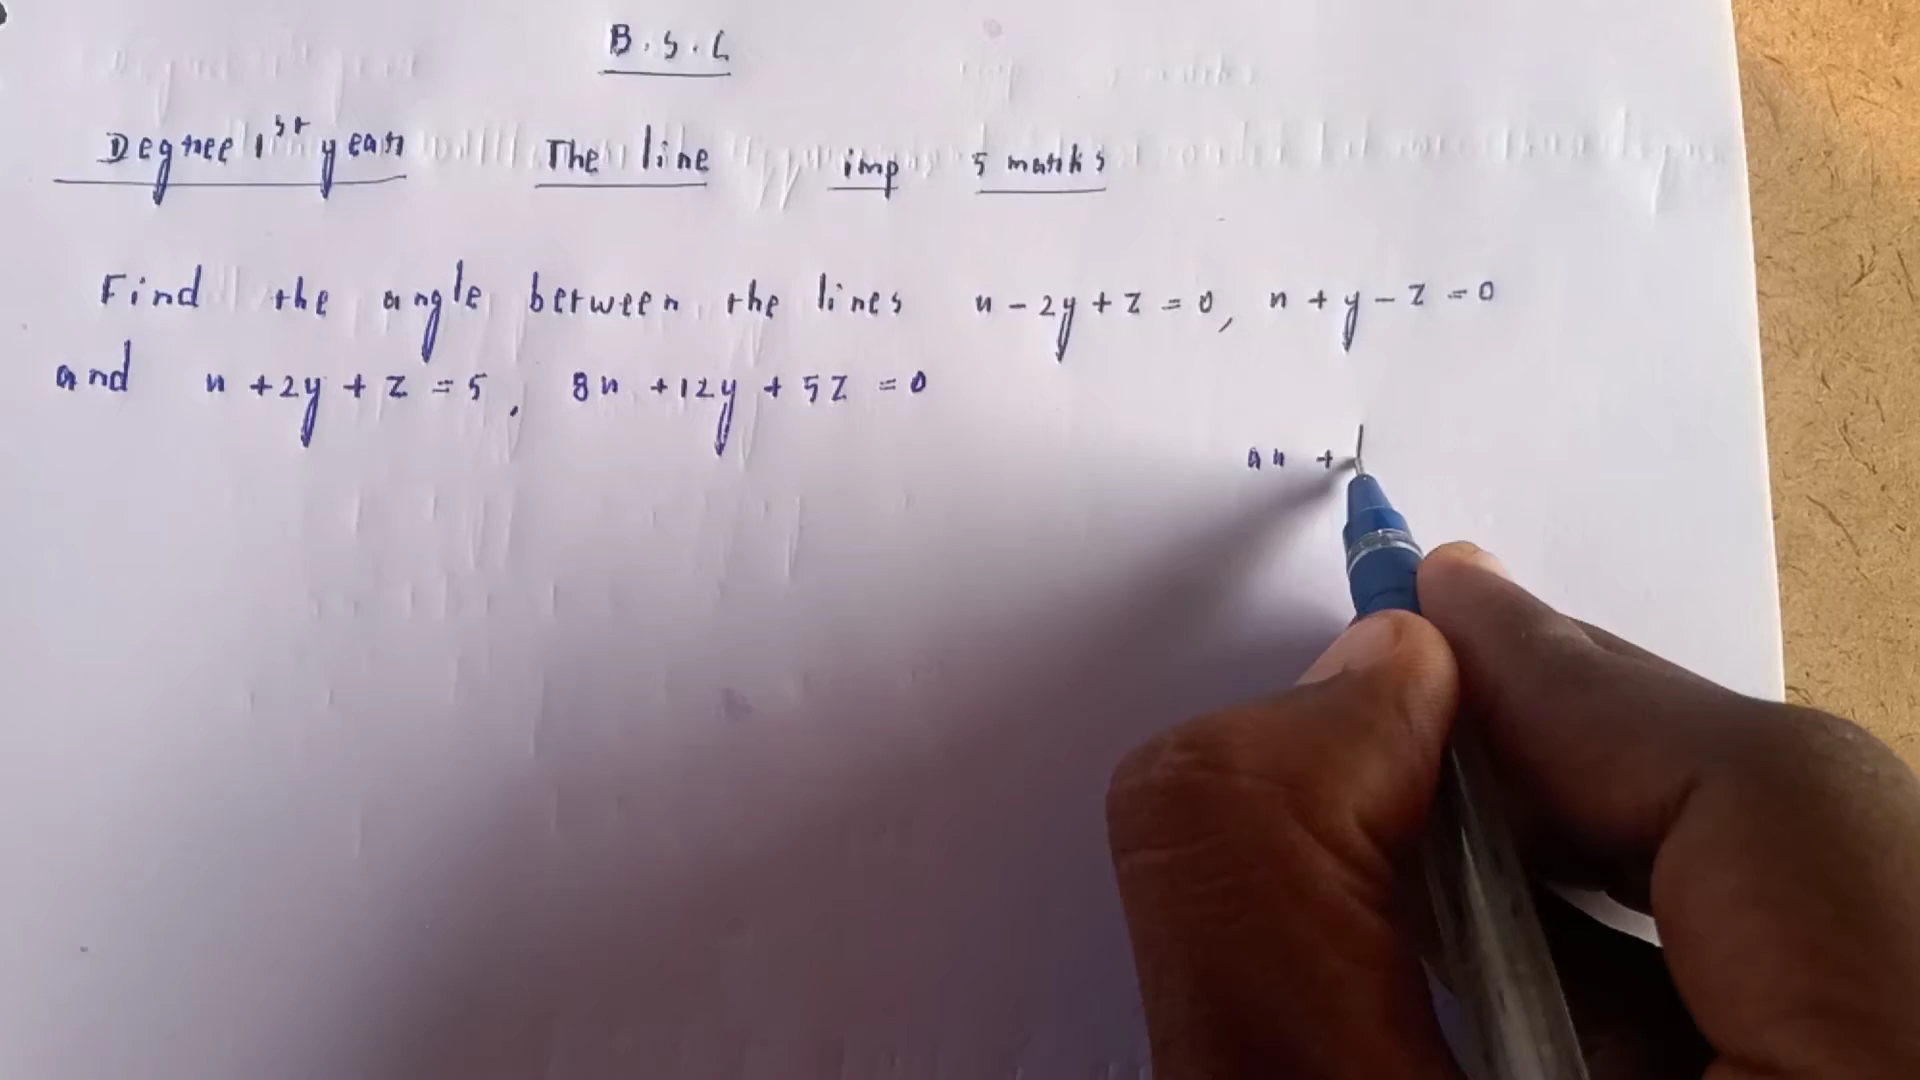 B.S.C
Degree 1st year The line imp 5 marks
Find the angle between the lines x - 2y + z = 0, x + y - z = 0
and x + 2y + z = 5, 8x + 12y + 5z = 0
ax +